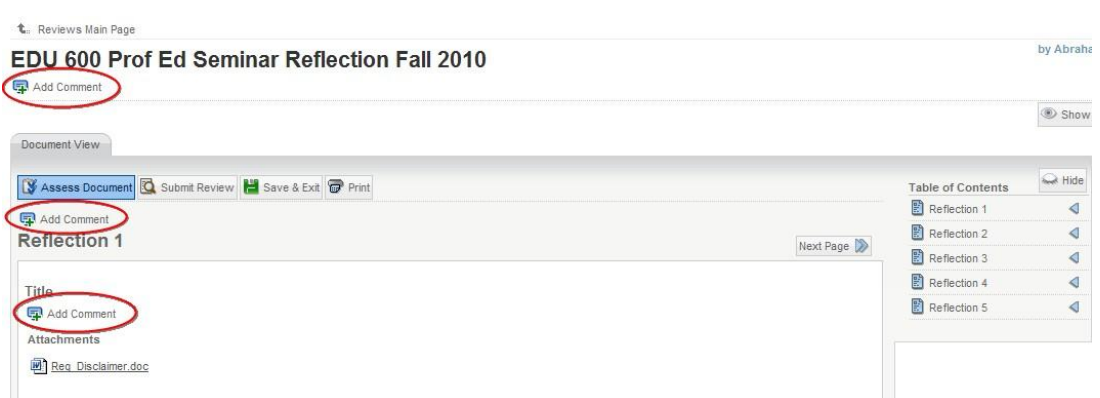 Reviews Main Page
EDU 600 Prof Ed Seminar Reflection Fall 2010
by Abraha
Add Comment
Show
Document View
Assess Document Submit Review Save & Exit Print
Table of Contents
Hide
Add Comment
Reflection 1
Next Page
Reflection 1
Reflection 2
Reflection 3
Reflection 4
Reflection 5
Title
Add Comment
Attachments
Req_Disclaimer.doc